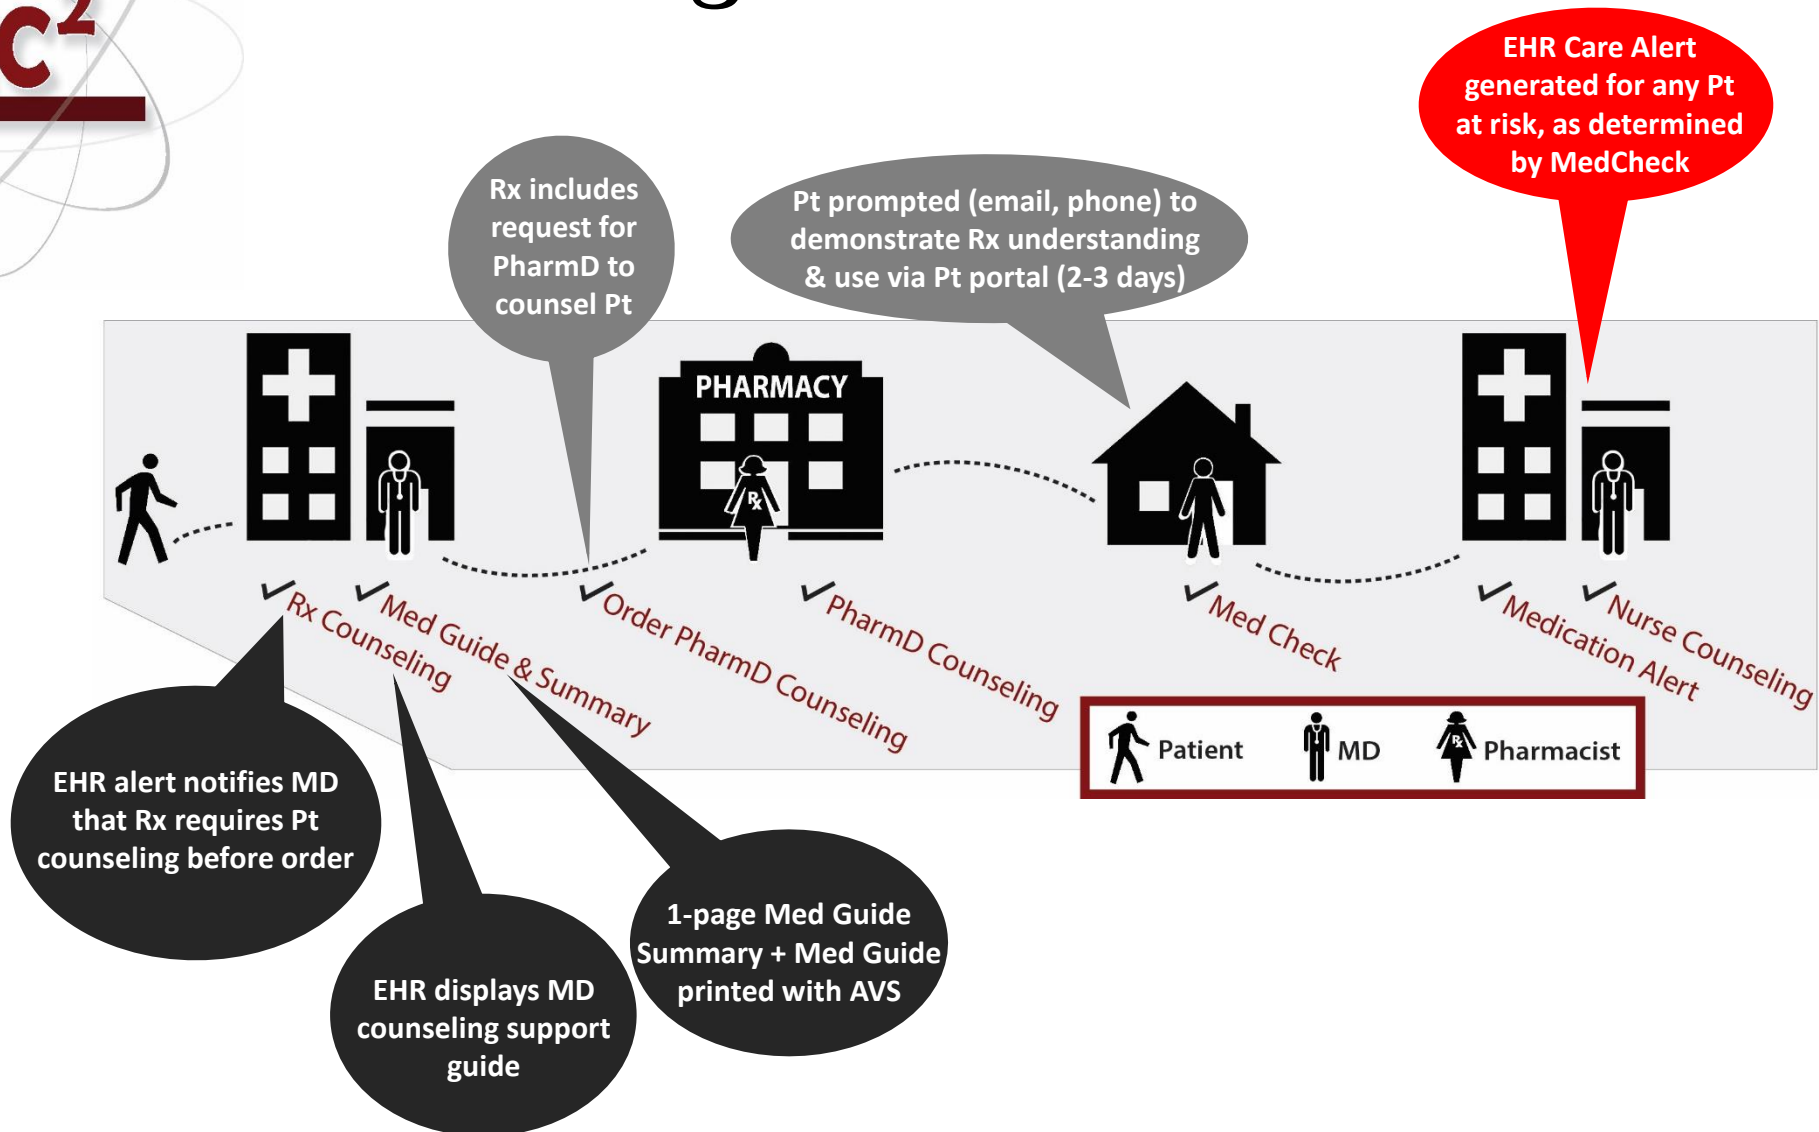 c²
g
EHR Care Alert
generated for any Pt
at risk, as determined
by MedCheck
Rx includes
request for
PharmD to
counsel Pt
Pt prompted (email, phone) to
demonstrate Rx understanding
& use via Pt portal (2-3 days)
PHARMACY
Rx
Rx Counseling
Med Guide & Summary
Order PharmD Counseling
PharmD Counseling
Med Check
Medication Alert
Nurse Counseling
Patient
MD
Rx
Pharmacist
EHR alert notifies MD
that Rx requires Pt
counseling before order
EHR displays MD
counseling support
guide
1-page Med Guide
Summary + Med Guide
printed with AVS